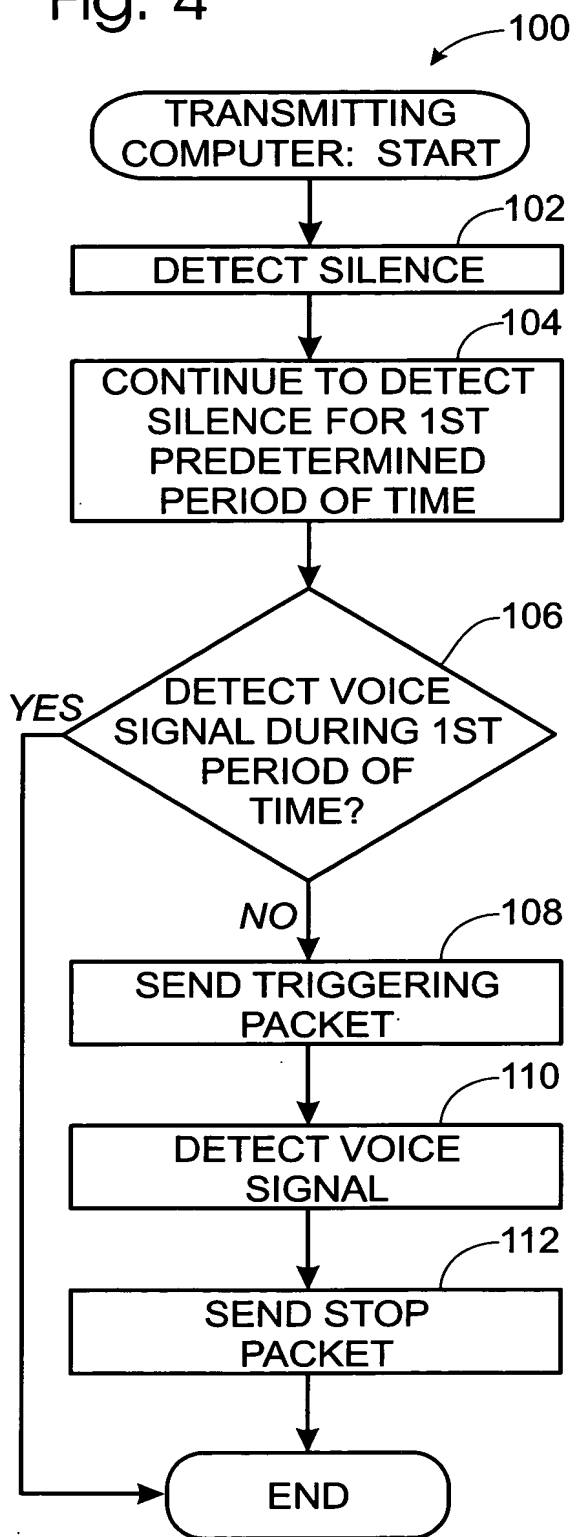 Fig. 4
100
TRANSMITTING
COMPUTER: START
102
DETECT SILENCE
104
CONTINUE TO DETECT
SILENCE FOR 1ST
PREDETERMINED
PERIOD OF TIME
106
YES
DETECT VOICE
SIGNAL DURING 1ST
PERIOD OF
TIME?
NO
108
SEND TRIGGERING
PACKET
110
DETECT VOICE
SIGNAL
112
SEND STOP
PACKET
END